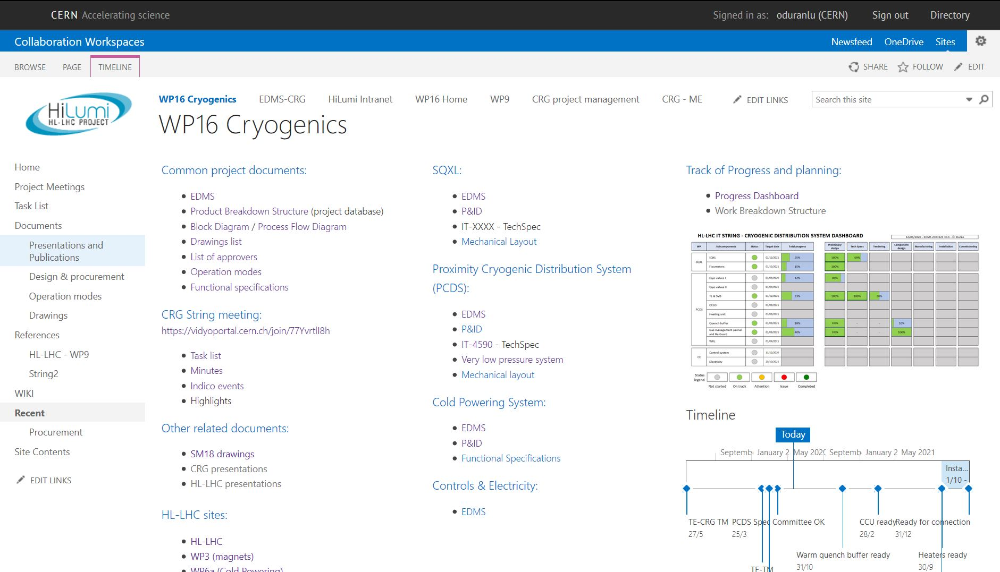 CERN Accelerating science
Signed in as: oduranlu (CERN) Sign out Directory
Collaboration Workspaces
Newsfeed OneDrive Sites
BROWSE PAGE TIMELINE
SHARE FOLLOW EDIT
HiLumi
HL-LHC PROJECT
WP16 Cryogenics EDMS-CRG HiLumi Intranet WP16 Home WP9 CRG project management CRG - ME EDIT LINKS
Search this site
WP16 Cryogenics
Home
Project Meetings
Task List
Documents
Presentations and
Publications
Design & procurement
Operation modes
Drawings
References
HL-LHC - WP9
String2
WIKI
Recent
Procurement
Site Contents
EDIT LINKS
Common project documents:
EDMS
Product Breakdown Structure (project database)
Block Diagram / Process Flow Diagram
Drawings list
List of approvers
Operation modes
Functional specifications
CRG String meeting:
https://vidyoportal.cern.ch/join/77YvrtlI8h
Task list
Minutes
Indico events
Highlights
Other related documents:
SM18 drawings
CRG presentations
HL-LHC presentations
HL-LHC sites:
HL-LHC
WP3 (magnets)
WP6a (Cold Powering)
SQXL:
EDMS
P&ID
IT-XXXX - TechSpec
Mechanical Layout
Proximity Cryogenic Distribution System
(PCDS):
EDMS
P&ID
IT-4590 - TechSpec
Very low pressure system
Mechanical layout
Cold Powering System:
EDMS
P&ID
Functional Specifications
Controls & Electricity:
EDMS
Track of Progress and planning:
Progress Dashboard
Work Breakdown Structure
HL-LHC IT STRING - CRYOGENIC DISTRIBUTION SYSTEM DASHBOARD
12/05/2020 - EDMS 2303121 v0.1 - O. Durán
WP Subcomponents Status Target date Total progress Preliminary design Tech Specs Tendering Component design Manufacturing Installation Commissioning
SQXL
SQXL 01/12/2021 25% 100% 69%
Flowmeters 01/12/2021 15% 100%
PCDS
Cryo valves I 01/09/2020 12% 80%
Cryo valves II 01/09/2021
TL & SVB 01/12/2021 33% 100% 100% 50%
CCU3 01/09/2021
Heating unit 01/09/2021
Quench buffer 01/09/2021 18% 100% - - 10%
Gas management pannel and He Guard 01/09/2021 40% 100% - - 100%
WRL 01/09/2021
CE
Control system 11/12/2020
Electricity 29/10/2021
Status legend
Not started On track Attention Issue Completed
Timeline
Today
Septembe January 2 May 2020 Septemb January 2 May 2021
Insta...
1/10 -
TE-CRG TM PCDS Spec Committee OK CCU ready Ready for connection
27/5 25/3 28/2 31/12
Warm quench buffer ready Heaters ready
31/10 30/9
TE-TM